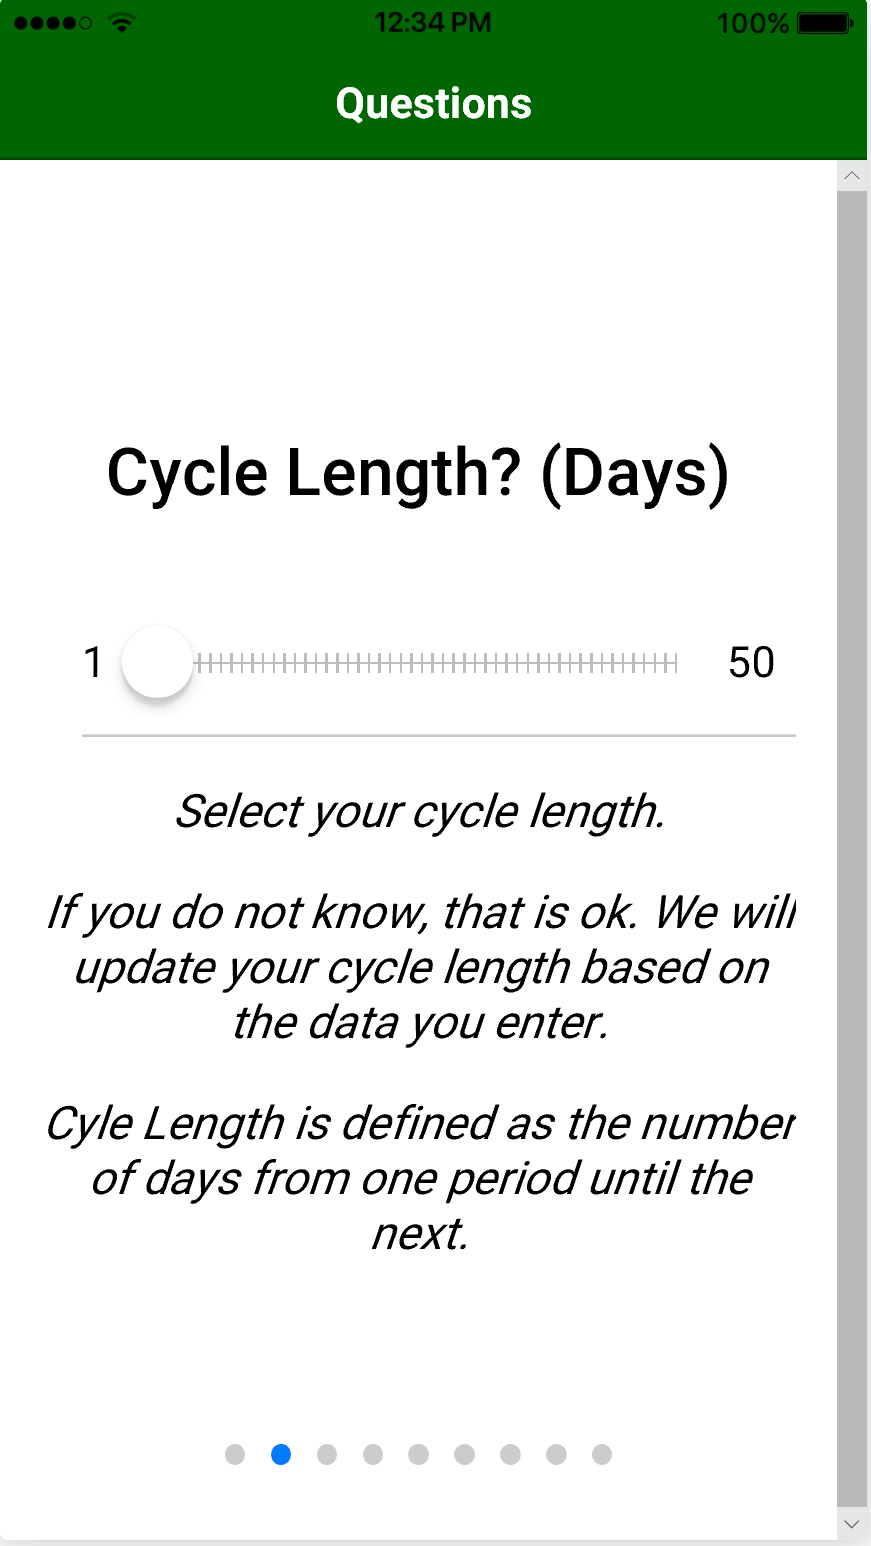 12:34 PM 100%
Questions
Cycle Length? (Days)
1 50
Select your cycle length.
If you do not know, that is ok. We will
update your cycle length based on
the data you enter.
Cyle Length is defined as the number
of days from one period until the
next.